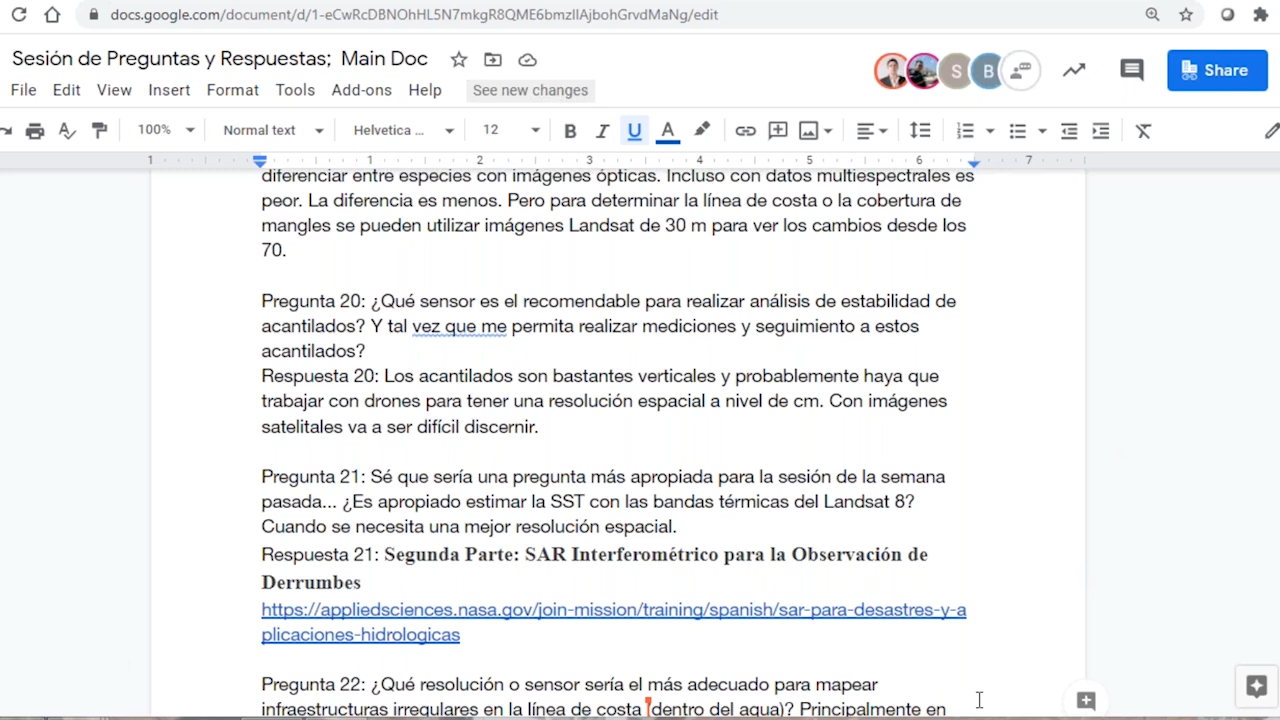 docs.google.com/document/d/1-eCwRcDBNOhHL5N7mkgR8QME6bmzIlAjbohGrvdMaNg/edit
Sesión de Preguntas y Respuestas; Main Doc
S B
Share
File Edit View Insert Format Tools Add-ons Help See new changes
100% Normal text Helvetica ... 12 B I U A
1 1 2 3 4 5 6 7
diferenciar entre especies con imágenes ópticas. Incluso con datos multiespectrales es
peor. La diferencia es menos. Pero para determinar la línea de costa o la cobertura de
mangles se pueden utilizar imágenes Landsat de 30 m para ver los cambios desde los
70.
Pregunta 20: ¿Qué sensor es el recomendable para realizar análisis de estabilidad de
acantilados? Y tal vez que me permita realizar mediciones y seguimiento a estos
acantilados?
Respuesta 20: Los acantilados son bastantes verticales y probablemente haya que
trabajar con drones para tener una resolución espacial a nivel de cm. Con imágenes
satelitales va a ser difícil discernir.
Pregunta 21: Sé que sería una pregunta más apropiada para la sesión de la semana
pasada... ¿Es apropiado estimar la SST con las bandas térmicas del Landsat 8?
Cuando se necesita una mejor resolución espacial.
Respuesta 21: Segunda Parte: SAR Interferométrico para la Observación de
Derrumbes
https://appliedsciences.nasa.gov/join-mission/training/spanish/sar-para-desastres-y-a
plicaciones-hidrologicas
Pregunta 22: ¿Qué resolución o sensor sería el más adecuado para mapear
infraestructuras irregulares en la línea de costa (dentro del agua)? Principalmente en